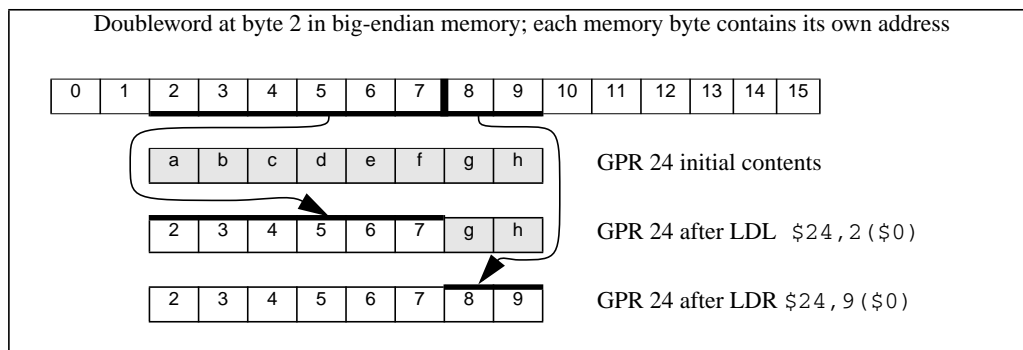 Doubleword at byte 2 in big-endian memory; each memory byte contains its own address
0 1 2 3 4 5 6 7 8 9 10 11 12 13 14 15
a b c d e f g h GPR 24 initial contents
2 3 4 5 6 7 g h GPR 24 after LDL $24,2($0)
2 3 4 5 6 7 8 9 GPR 24 after LDR $24,9($0)